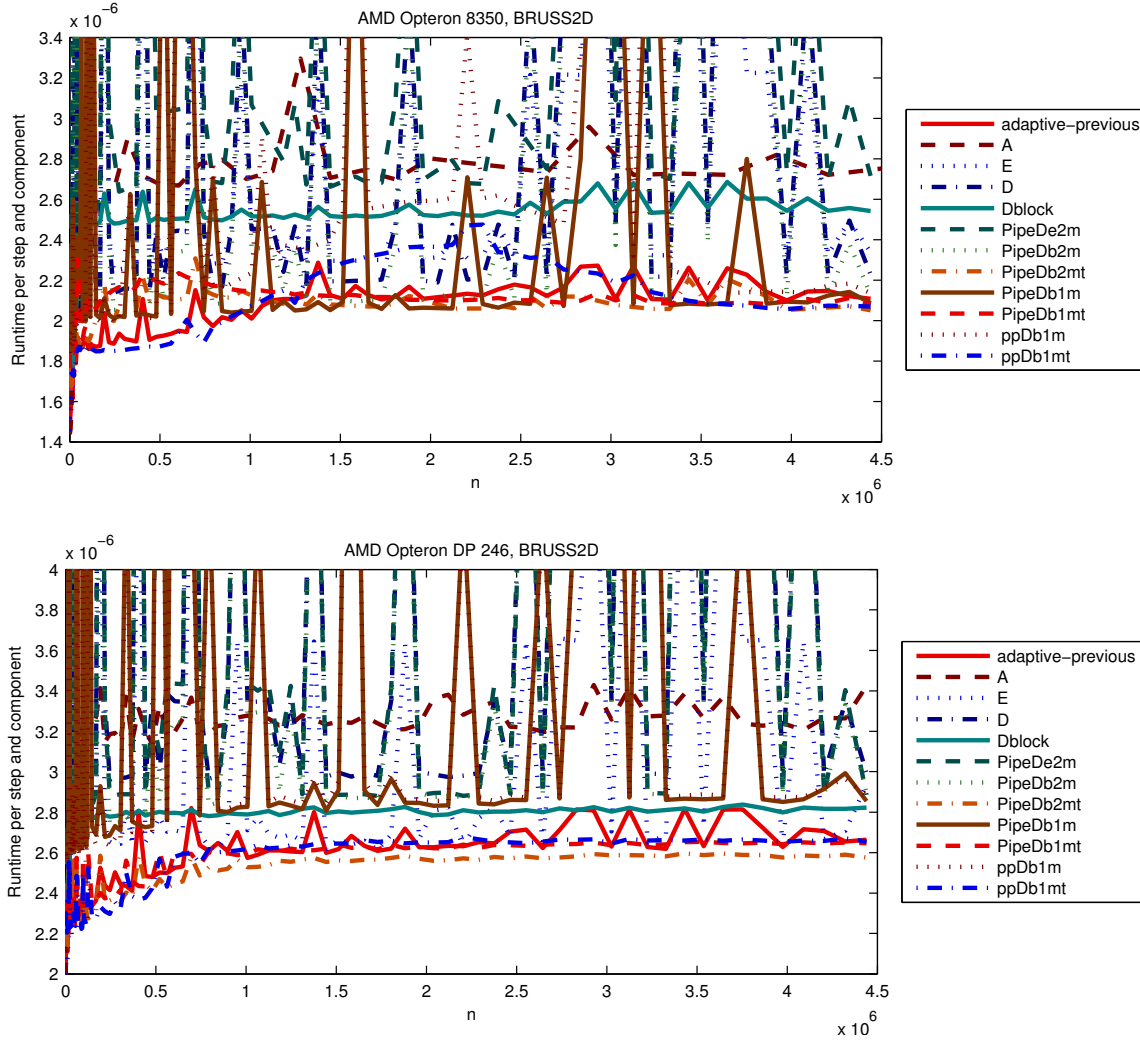 AMD Opteron 8350, BRUSS2D
x 10⁻⁶
3.4
3.2
3
2.8
2.6
2.4
2.2
2
1.8
1.6
1.4
Runtime per step and component
0
0.5
1
1.5
2
2.5
3
3.5
4
4.5
n
x 10⁶
adaptive−previous
A
E
D
Dblock
PipeDe2m
PipeDb2m
PipeDb2mt
PipeDb1m
PipeDb1mt
ppDb1m
ppDb1mt
AMD Opteron DP 246, BRUSS2D
x 10⁻⁶
4
3.8
3.6
3.4
3.2
3
2.8
2.6
2.4
2.2
2
Runtime per step and component
0
0.5
1
1.5
2
2.5
3
3.5
4
4.5
n
x 10⁶
adaptive−previous
A
E
D
Dblock
PipeDe2m
PipeDb2m
PipeDb2mt
PipeDb1m
PipeDb1mt
ppDb1m
ppDb1mt